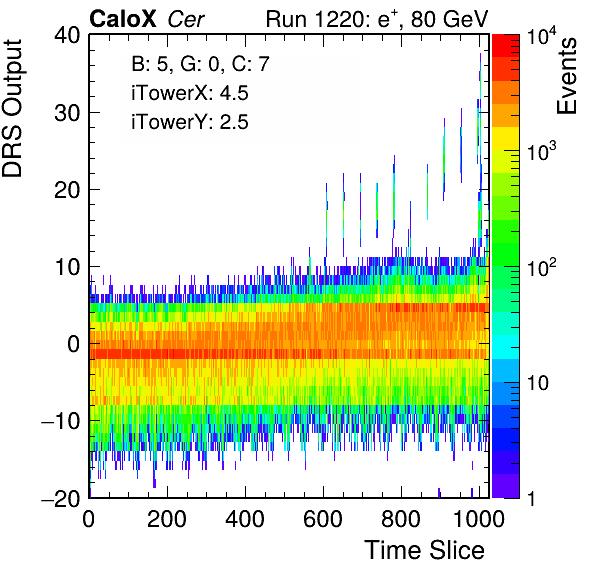 CaloX Cer Run 1220: e+, 80 GeV
B: 5, G: 0, C: 7
iTowerX: 4.5
iTowerY: 2.5
DRS Output
40
30
20
10
0
−10
−20
0 200 400 600 800 1000
Time Slice
Events
10^4
10^3
10^2
10
1